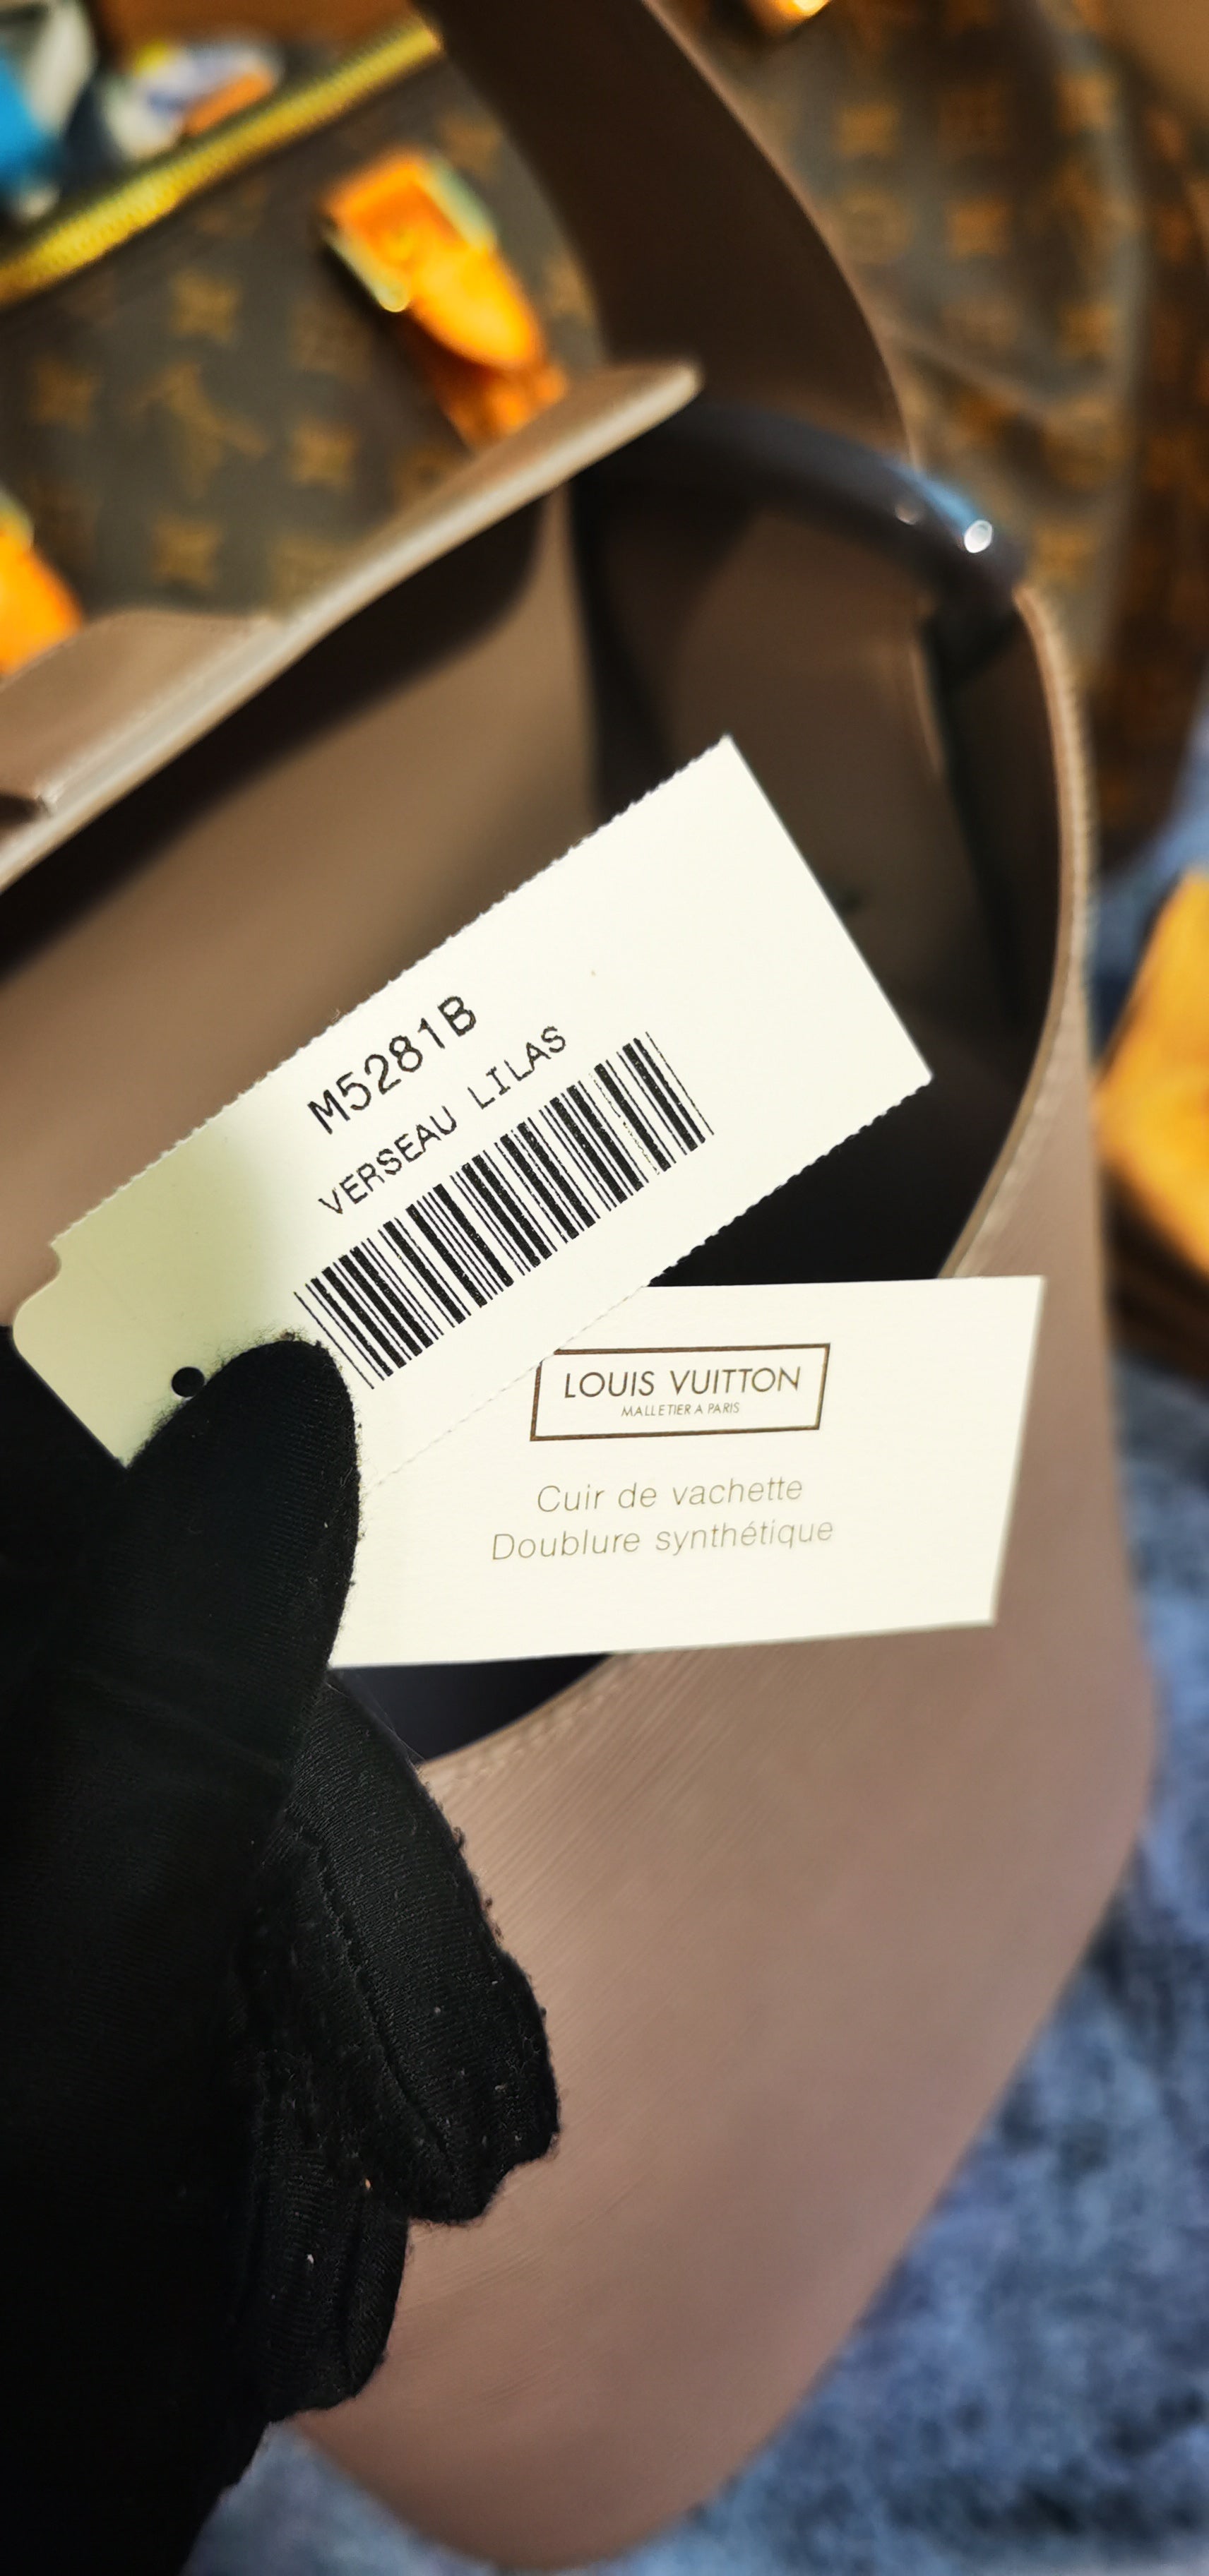 M5281B
VERSEAU LILAS
LOUIS VUITTON
MALLETIER A PARIS
Cuir de vachette
Doublure synthétique